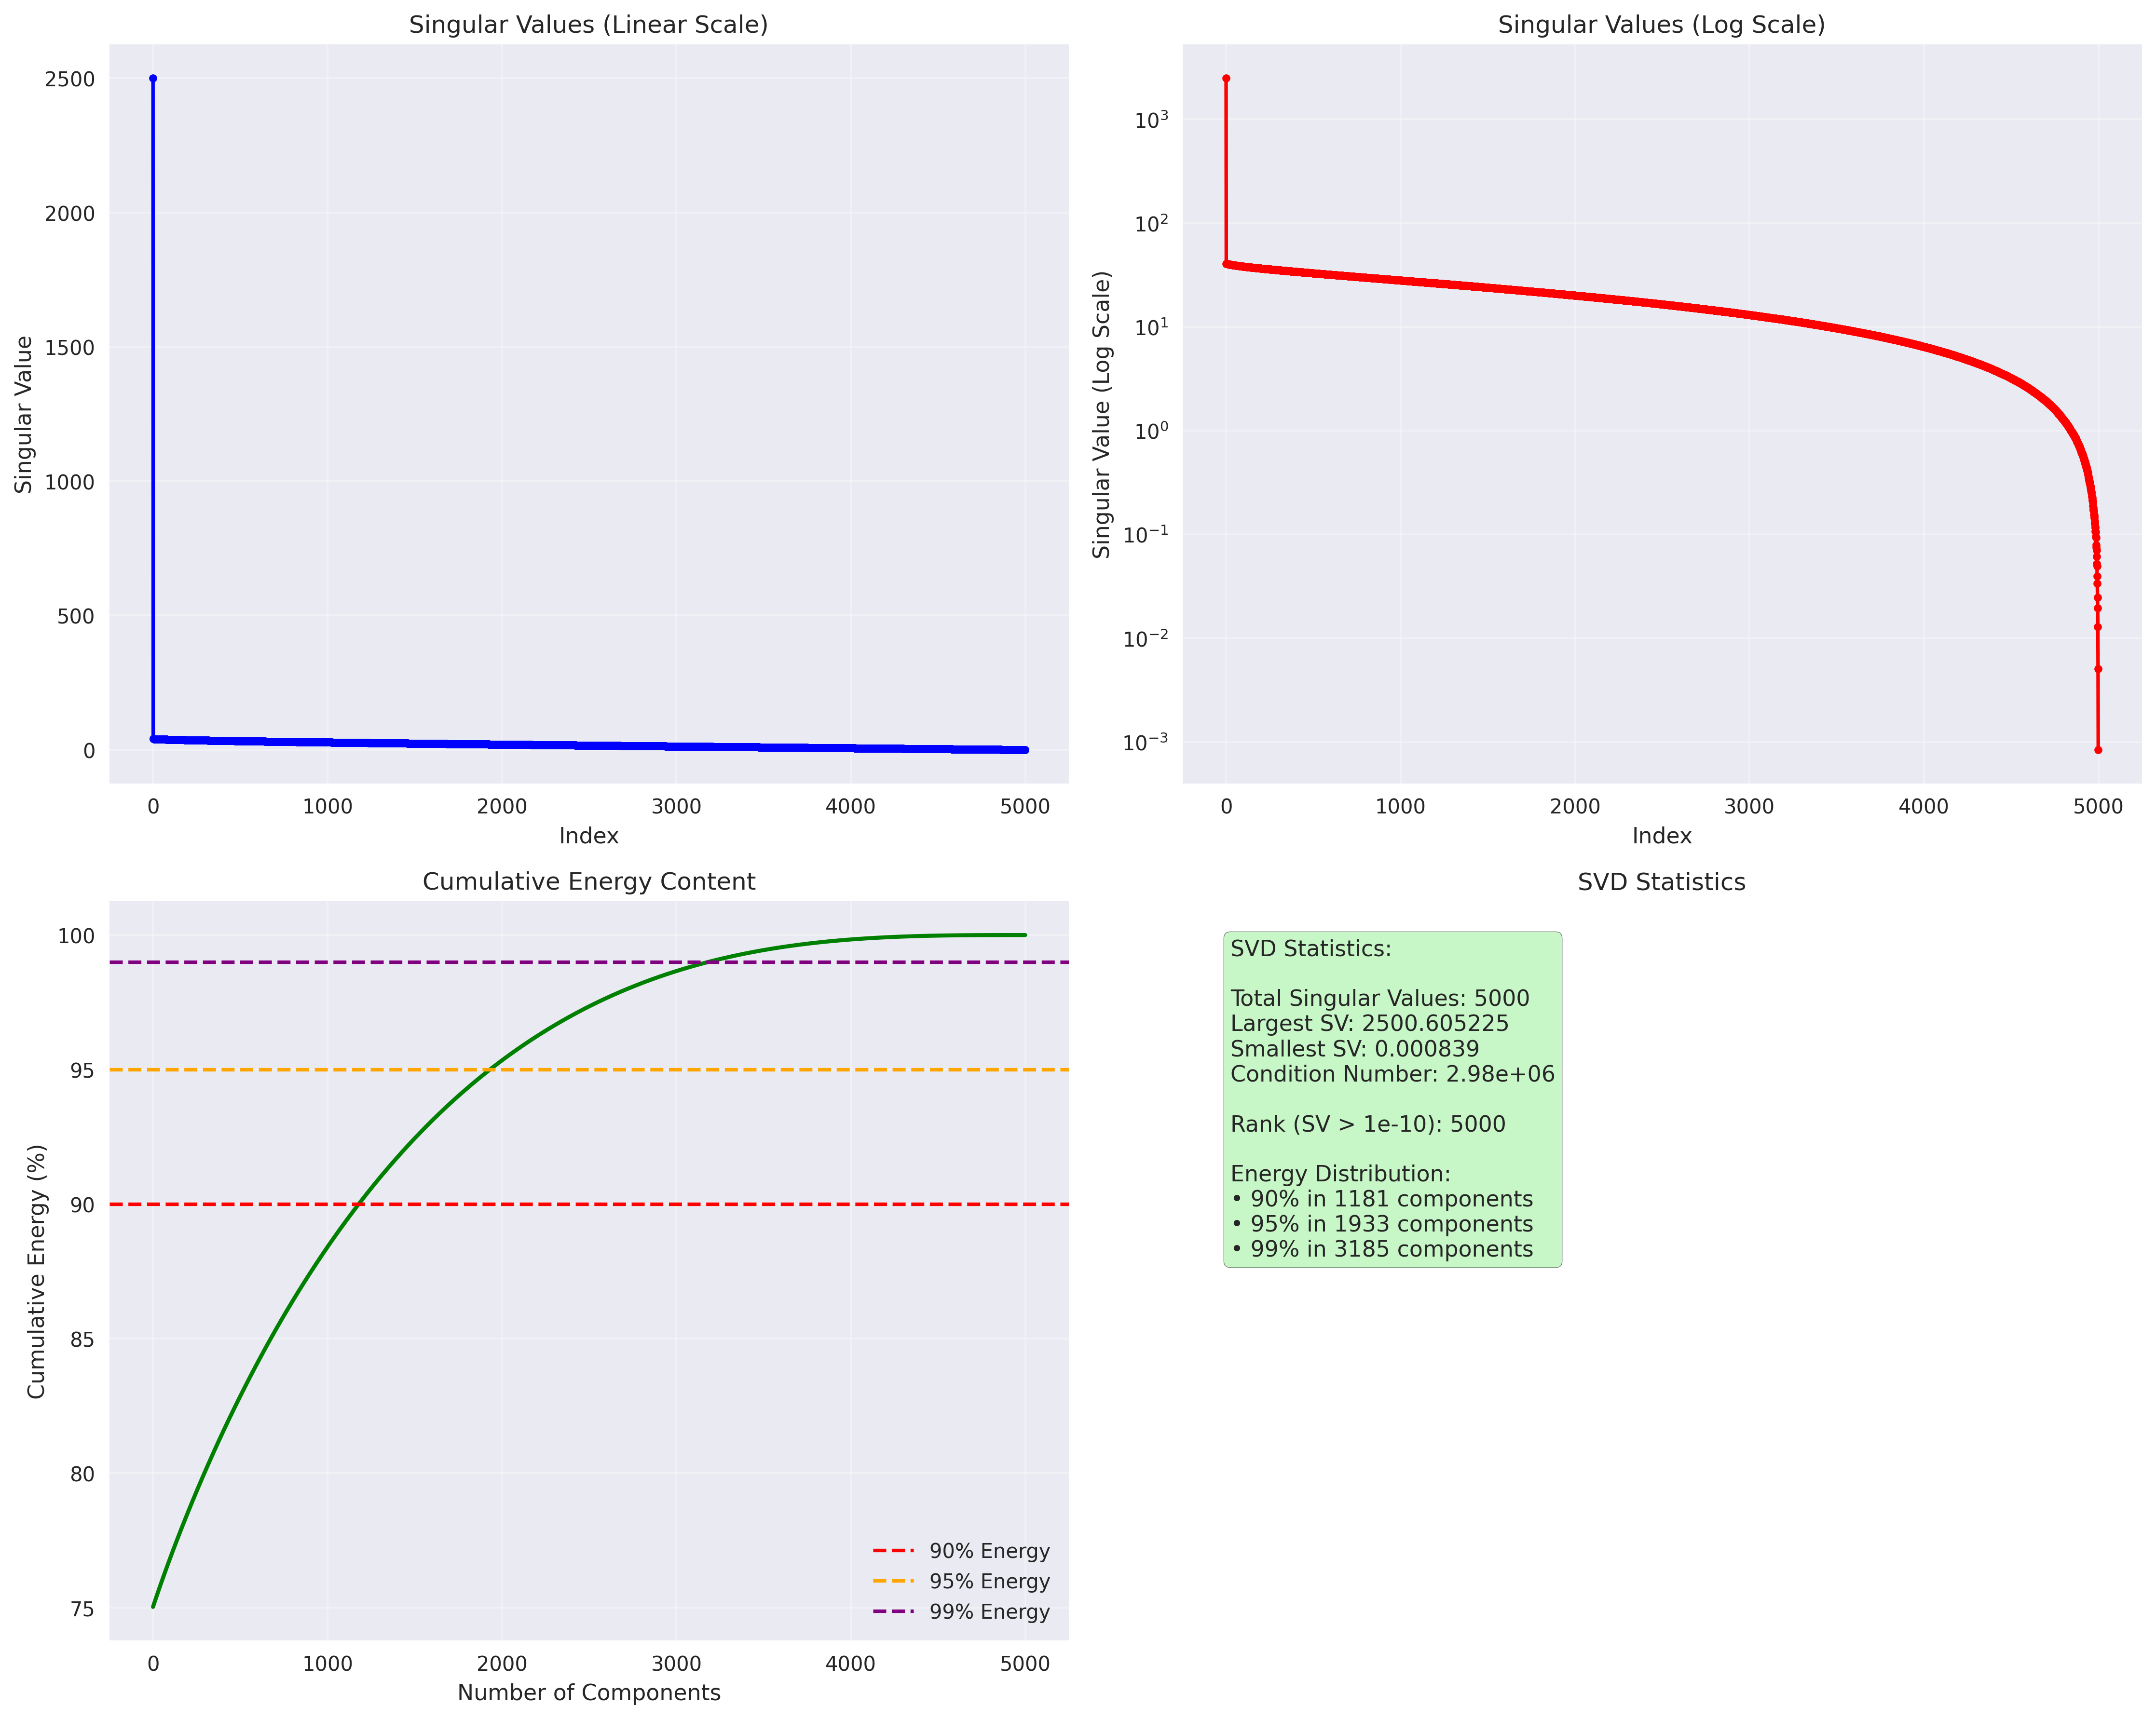 Singular Values (Linear Scale)
2500
2000
1500
1000
500
0
Singular Value
0 1000 2000 3000 4000 5000
Index
Singular Values (Log Scale)
10³
10²
10¹
10⁰
10⁻¹
10⁻²
10⁻³
Singular Value (Log Scale)
0 1000 2000 3000 4000 5000
Index
Cumulative Energy Content
100
95
90
85
80
75
Cumulative Energy (%)
90% Energy
95% Energy
99% Energy
0 1000 2000 3000 4000 5000
Number of Components
SVD Statistics
SVD Statistics:
Total Singular Values: 5000
Largest SV: 2500.605225
Smallest SV: 0.000839
Condition Number: 2.98e+06
Rank (SV > 1e-10): 5000
Energy Distribution:
• 90% in 1181 components
• 95% in 1933 components
• 99% in 3185 components